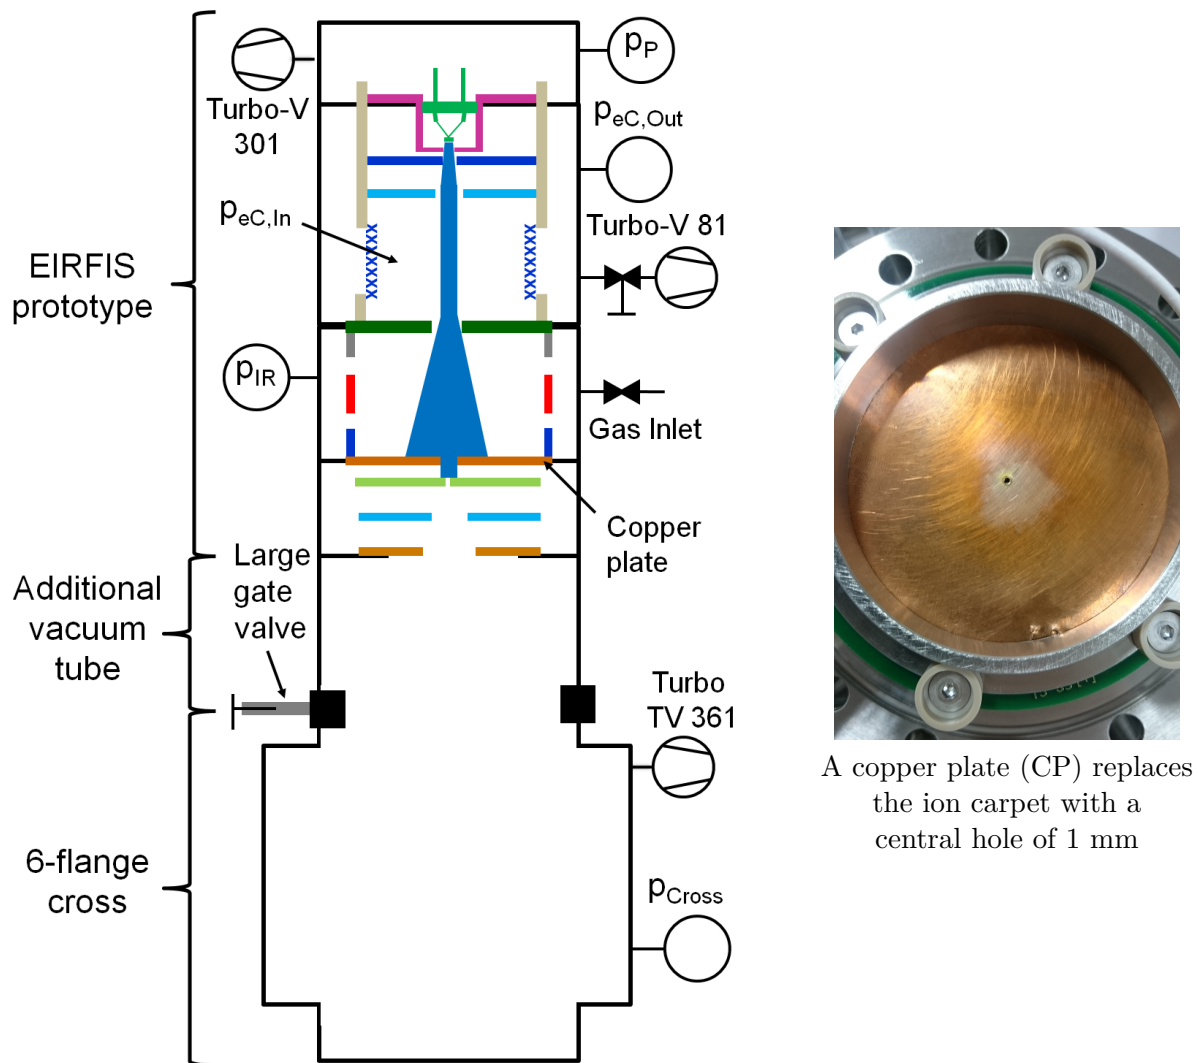 Turbo-V
301
pP
peC,Out
peC,In
Turbo-V 81
EIRFIS
prototype
pIR
Gas Inlet
Copper
plate
Large
gate
valve
Additional
vacuum
tube
Turbo
TV 361
6-flange
cross
pCross
A copper plate (CP) replaces
the ion carpet with a
central hole of 1 mm